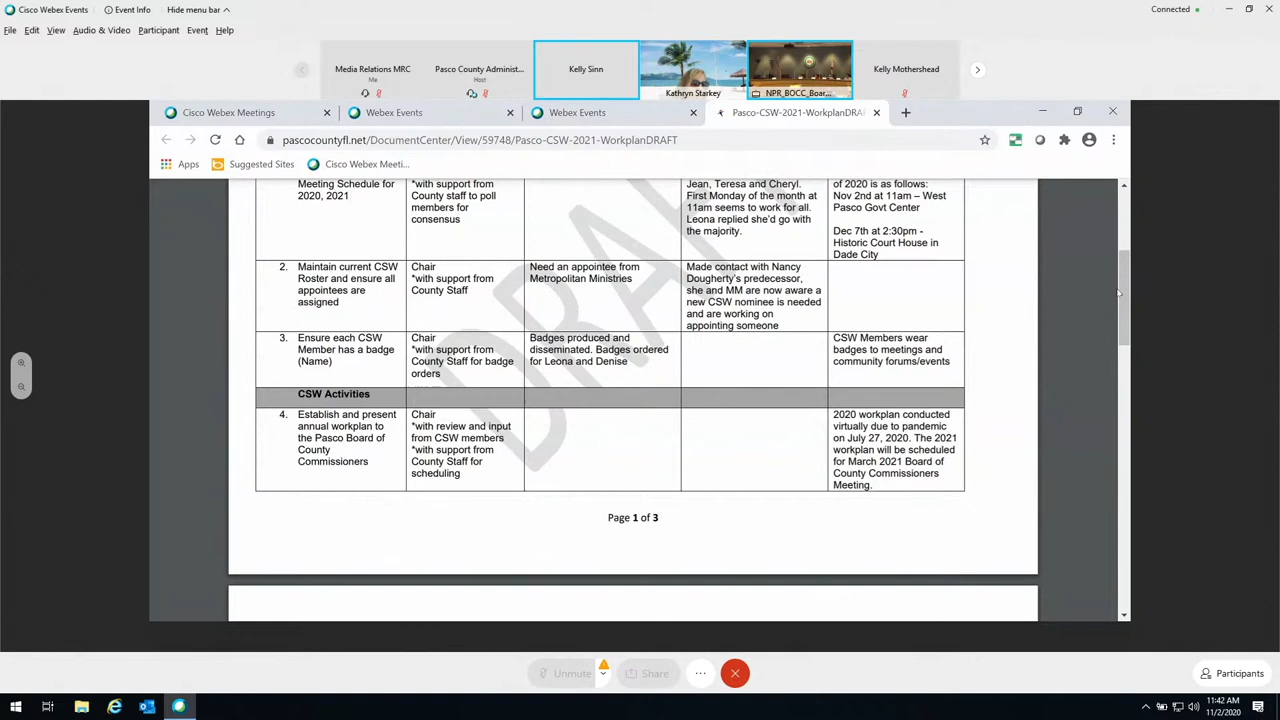 Cisco Webex Events
Event Info
Hide menu bar
Connected
File Edit View Audio & Video Participant Event Help
Media Relations MRC
Me
Pasco County Administ...
Host
Kelly Sinn
Kathryn Starkey
NPR_BOCC_Boar...
Kelly Mothershead
Cisco Webex Meetings
Webex Events
Webex Events
Pasco-CSW-2021-WorkplanDRAF
pascocountyfl.net/DocumentCenter/View/59748/Pasco-CSW-2021-WorkplanDRAFT
Apps
Suggested Sites
Cisco Webex Meeti...
DRAFT
Meeting Schedule for
2020, 2021
*with support from
County staff to poll
members for
consensus
Jean, Teresa and Cheryl.
First Monday of the month at
11am seems to work for all.
Leona replied she'd go with
the majority.
of 2020 is as follows:
Nov 2nd at 11am – West
Pasco Govt Center
Dec 7th at 2:30pm -
Historic Court House in
Dade City
2. Maintain current CSW
Roster and ensure all
appointees are
assigned
Chair
*with support from
County Staff
Need an appointee from
Metropolitan Ministries
Made contact with Nancy
Dougherty's predecessor,
she and MM are now aware a
new CSW nominee is needed
and are working on
appointing someone
3. Ensure each CSW
Member has a badge
(Name)
Chair
*with support from
County Staff for badge
orders
Badges produced and
disseminated. Badges ordered
for Leona and Denise
CSW Members wear
badges to meetings and
community forums/events
CSW Activities
4. Establish and present
annual workplan to
the Pasco Board of
County
Commissioners
Chair
*with review and input
from CSW members
*with support from
County Staff for
scheduling
2020 workplan conducted
virtually due to pandemic
on July 27, 2020. The 2021
workplan will be scheduled
for March 2021 Board of
County Commissioners
Meeting.
Page 1 of 3
Unmute
Share
Participants
11:42 AM
11/2/2020